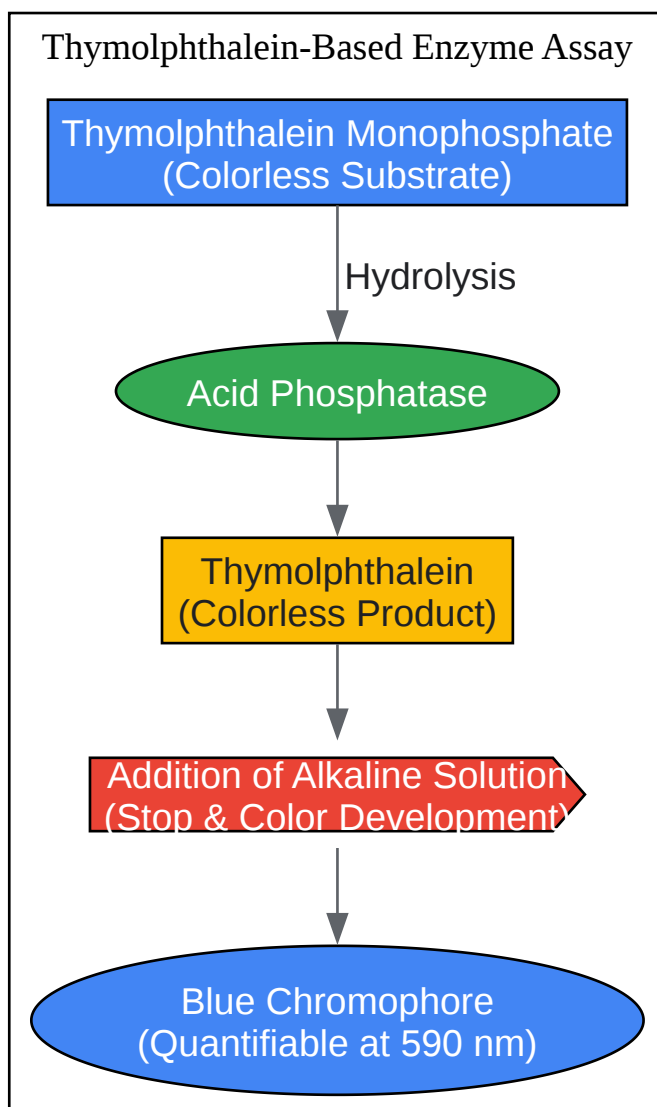 Thymolphthalein-Based Enzyme Assay
Thymolphthalein Monophosphate
(Colorless Substrate)
Hydrolysis
Acid Phosphatase
Thymolphthalein
(Colorless Product)
Addition of Alkaline Solution
(Stop & Color Development)
Blue Chromophore
(Quantifiable at 590 nm)